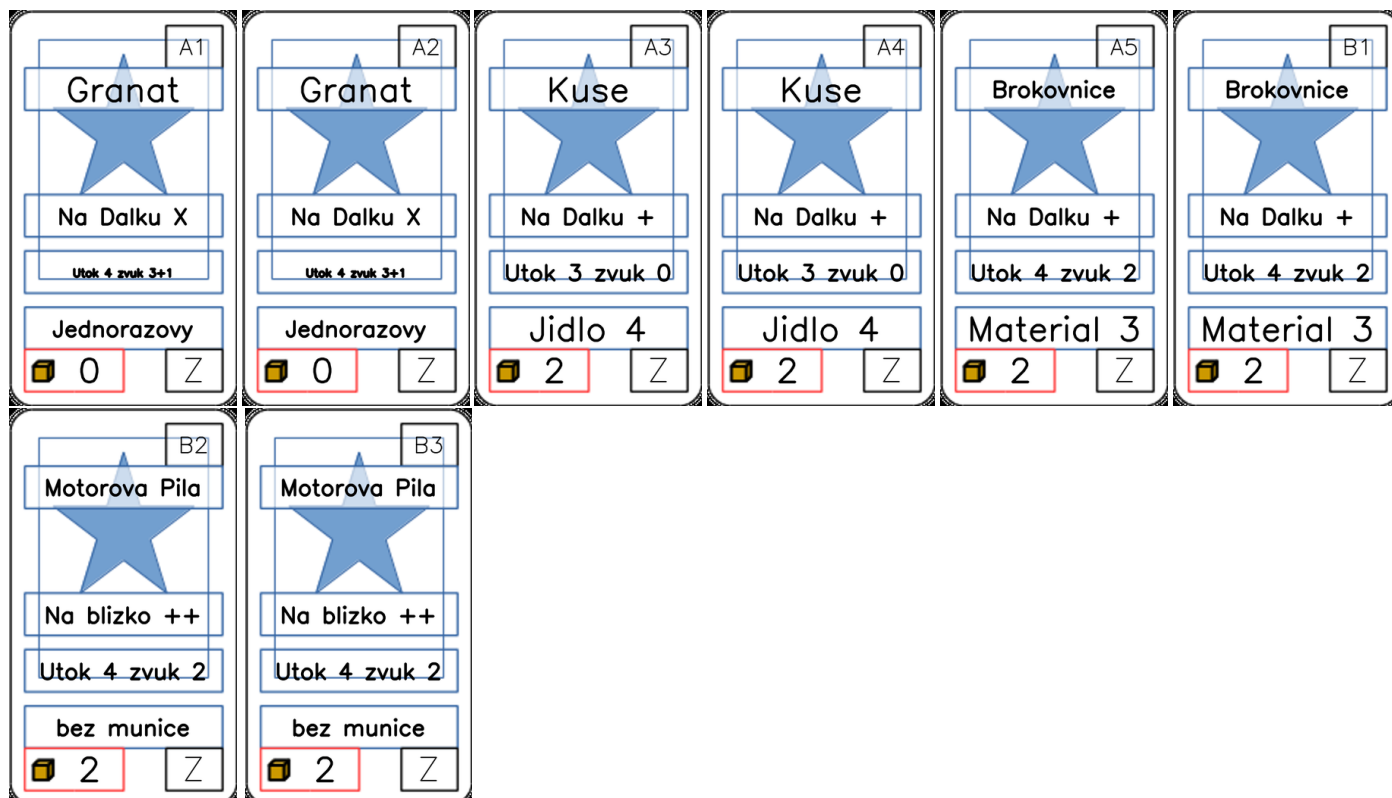 A1
Granat
Na Dalku X
Utok 4 zvuk 3+1
Jednorazovy
0 Z
A2
Granat
Na Dalku X
Utok 4 zvuk 3+1
Jednorazovy
0 Z
A3
Kuse
Na Dalku +
Utok 3 zvuk 0
Jidlo 4
2 Z
A4
Kuse
Na Dalku +
Utok 3 zvuk 0
Jidlo 4
2 Z
A5
Brokovnice
Na Dalku +
Utok 4 zvuk 2
Material 3
2 Z
B1
Brokovnice
Na Dalku +
Utok 4 zvuk 2
Material 3
2 Z
B2
Motorova Pila
Na blizko ++
Utok 4 zvuk 2
bez munice
2 Z
B3
Motorova Pila
Na blizko ++
Utok 4 zvuk 2
bez munice
2 Z